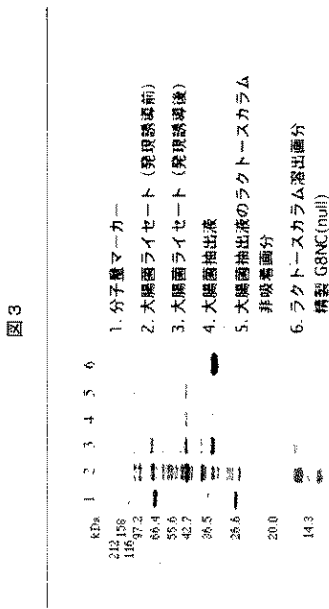 図3
kDa 1 2 3 4 5 6
212
158
116
97.2
66.4
55.6
42.7
36.5
26.6
20.0
14.3
1. 分子量マーカー
2. 大腸菌ライセート (発現誘導前)
3. 大腸菌ライセート (発現誘導後)
4. 大腸菌抽出液
5. 大腸菌抽出液のラクトースカラム
非吸着画分
6. ラクトースカラム溶出画分
精製 G8NC(null)